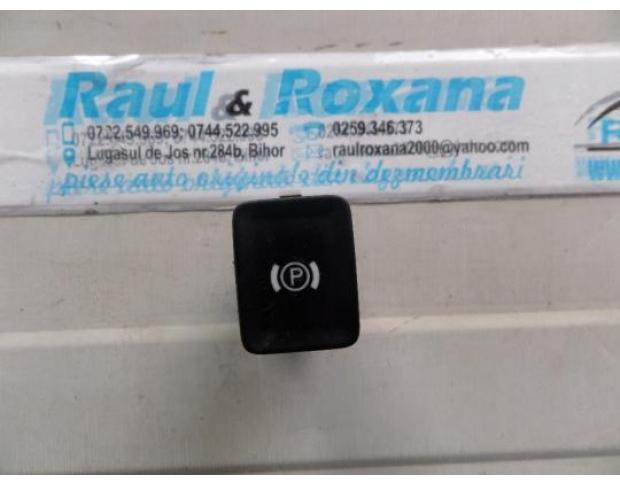 Raul & Roxana
0722.549.969; 0744.522.995 0259.346.373
Lugasul de Jos nr.284b, Bihor raulroxana2000@yahoo.com
piese auto originale din dezmembrari
R
www
P